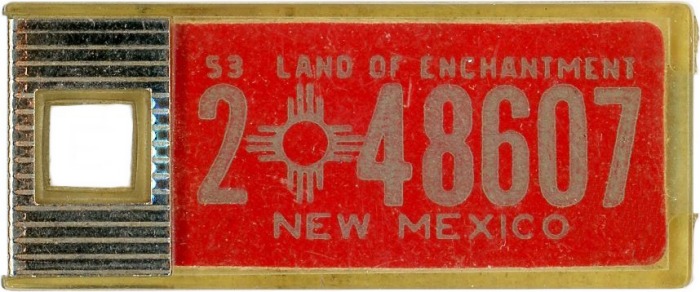 53 LAND OF ENCHANTMENT
2 48607
NEW MEXICO